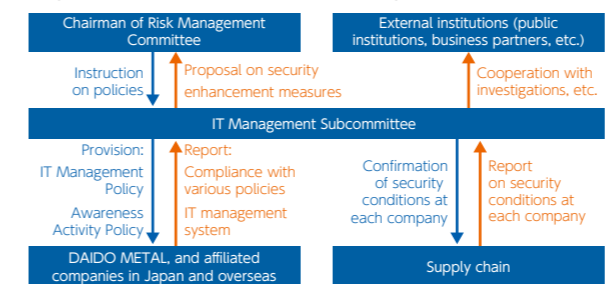 Chairman of Risk Management
Committee
External institutions (public
institutions, business partners, etc.)
Instruction
on policies
Proposal on security
enhancement measures
Cooperation with
investigations, etc.
IT Management Subcommittee
Provision:
IT Management
Policy
Awareness
Activity Policy
Report:
Compliance with
various policies
IT management
system
Confirmation
of security
conditions at
each company
Report
on security
conditions at
each company
DAIDO METAL, and affiliated
companies in Japan and overseas
Supply chain